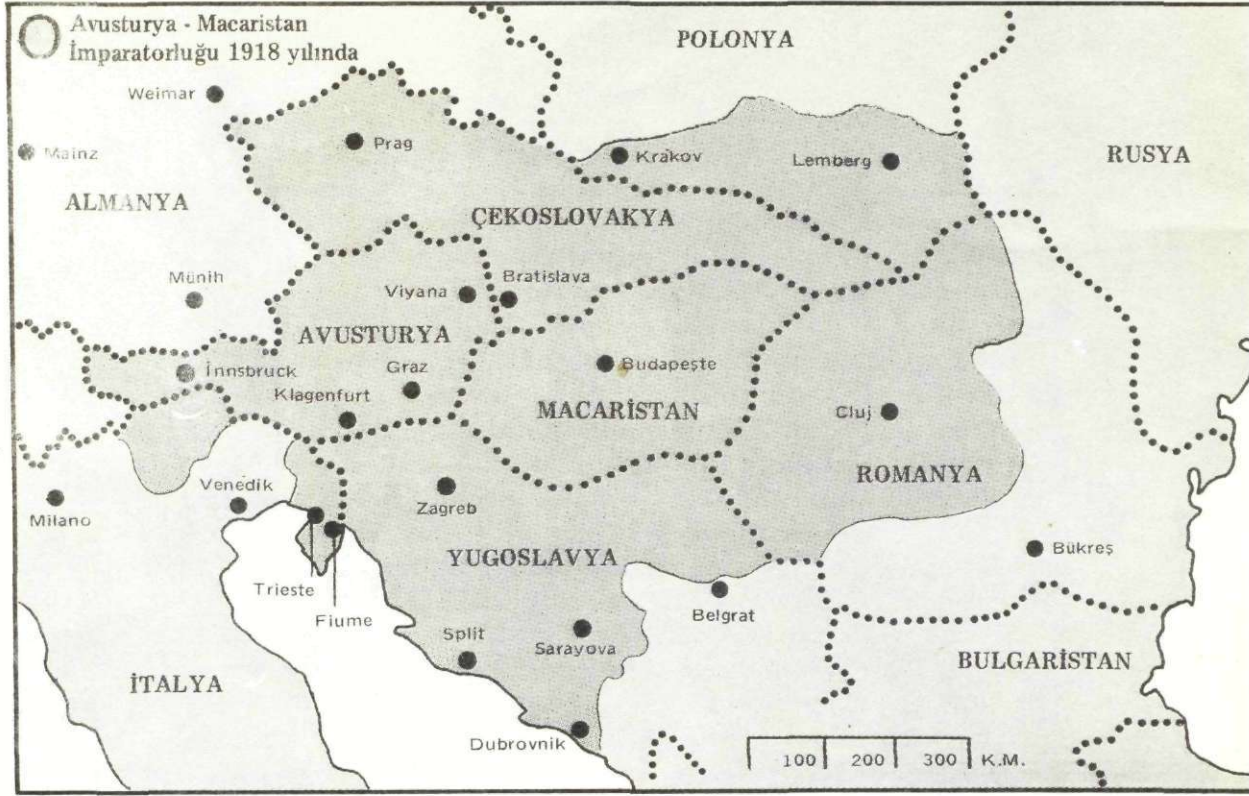 Avusturya - Macaristan
İmparatorluğu 1918 yılında
POLONYA
Weimar
Prag
Mainz
Krakov
Lemberg
RUSYA
ALMANYA
ÇEKOSLOVAKYA
Münih
Viyana
Bratislava
AVUSTURYA
İnnsbruck
Graz
Budapeşte
Klagenfurt
MACARİSTAN
Cluj
ROMANYA
Venedik
Zagreb
Milano
YUGOSLAVYA
Bükreş
Trieste
Fiume
Belgrat
Split
Sarayova
BULGARİSTAN
İTALYA
Dubrovnik
100 200 300 K.M.